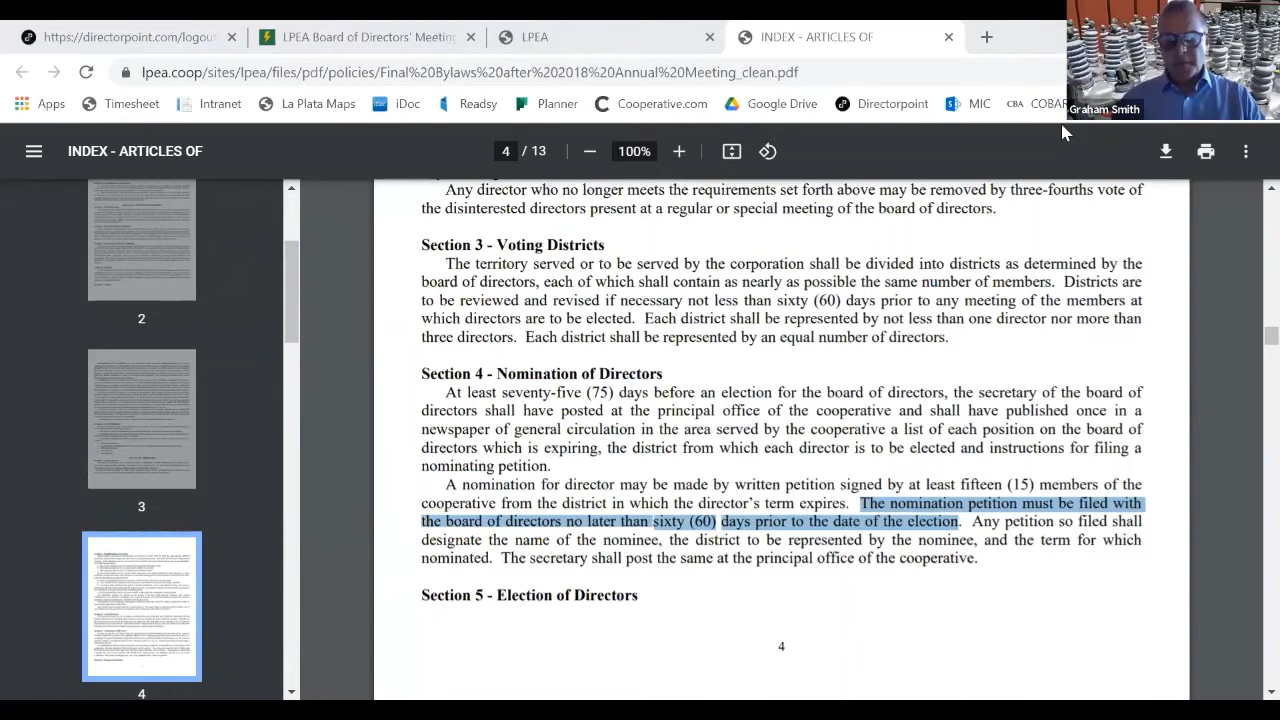 https://directorpoint.com/logout
LPEA Board of Directors' Meeting
LPEA
INDEX - ARTICLES OF
lpea.coop/sites/lpea/files/pdf/policies/Final%20Bylaws%20after%202018%20Annual%20Meeting_clean.pdf
Apps
Timesheet
Intranet
La Plata Maps
iDoc
Readsy
Planner
Cooperative.com
Google Drive
Directorpoint
MIC
CBA
Graham Smith
INDEX - ARTICLES OF
4 / 13
100%
Any director who no longer meets the requirements set forth above may be removed by three-fourths vote of
the disinterested directors present at a regular or special meeting of the board of directors.
Section 3 - Voting Districts
The territory served or to be served by the corporation shall be divided into districts as determined by the
board of directors, each of which shall contain as nearly as possible the same number of members. Districts are
to be reviewed and revised if necessary not less than sixty (60) days prior to any meeting of the members at
which directors are to be elected. Each district shall be represented by not less than one director nor more than
three directors. Each district shall be represented by an equal number of directors.
Section 4 - Nomination of Directors
At least seventy-five (75) days before an election for the board of directors, the secretary of the board of
directors shall have posted at the principal office of the cooperative and shall have published once in a
newspaper of general circulation in the area served by the cooperative a list of each position on the board of
directors which is expiring, the district from which each director is to be elected and instructions for filing a
nominating petition.
A nomination for director may be made by written petition signed by at least fifteen (15) members of the
cooperative from the district in which the director's term expires. The nomination petition must be filed with
the board of directors no later than sixty (60) days prior to the date of the election. Any petition so filed shall
designate the name of the nominee, the district to be represented by the nominee, and the term for which
nominated. The secretary shall post the same at the principal office of the cooperative.
Section 5 - Election of Directors
4
2
3
4